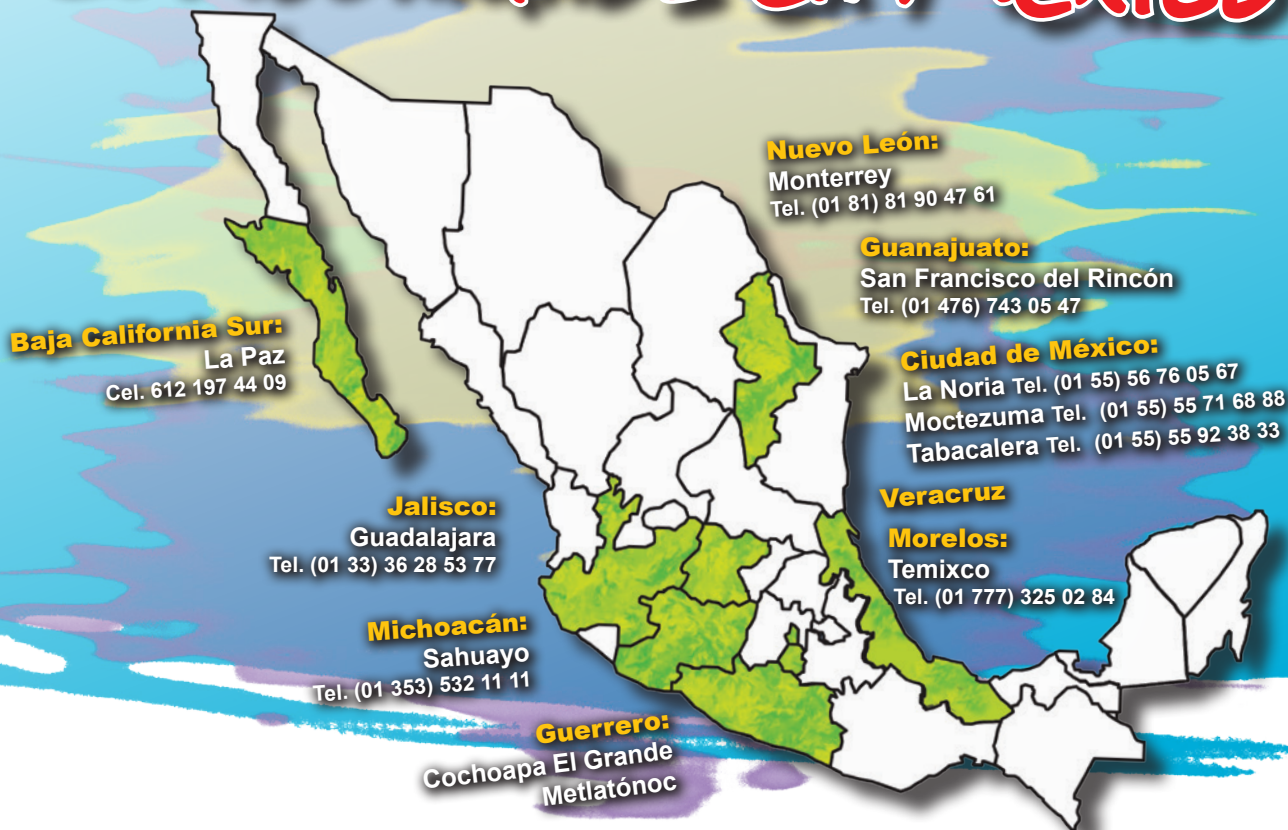 MÉXICO
Nuevo León:
Monterrey
Tel. (01 81) 81 90 47 61
Guanajuato:
San Francisco del Rincón
Tel. (01 476) 743 05 47
Baja California Sur:
La Paz
Cel. 612 197 44 09
Ciudad de México:
La Noria Tel. (01 55) 56 76 05 67
Moctezuma Tel. (01 55) 55 71 68 88
Tabacalera Tel. (01 55) 55 92 38 33
Veracruz
Jalisco:
Guadalajara
Tel. (01 33) 36 28 53 77
Morelos:
Temixco
Tel. (01 777) 325 02 84
Michoacán:
Sahuayo
Tel. (01 353) 532 11 11
Guerrero:
Cochoapa El Grande
Metlatónoc